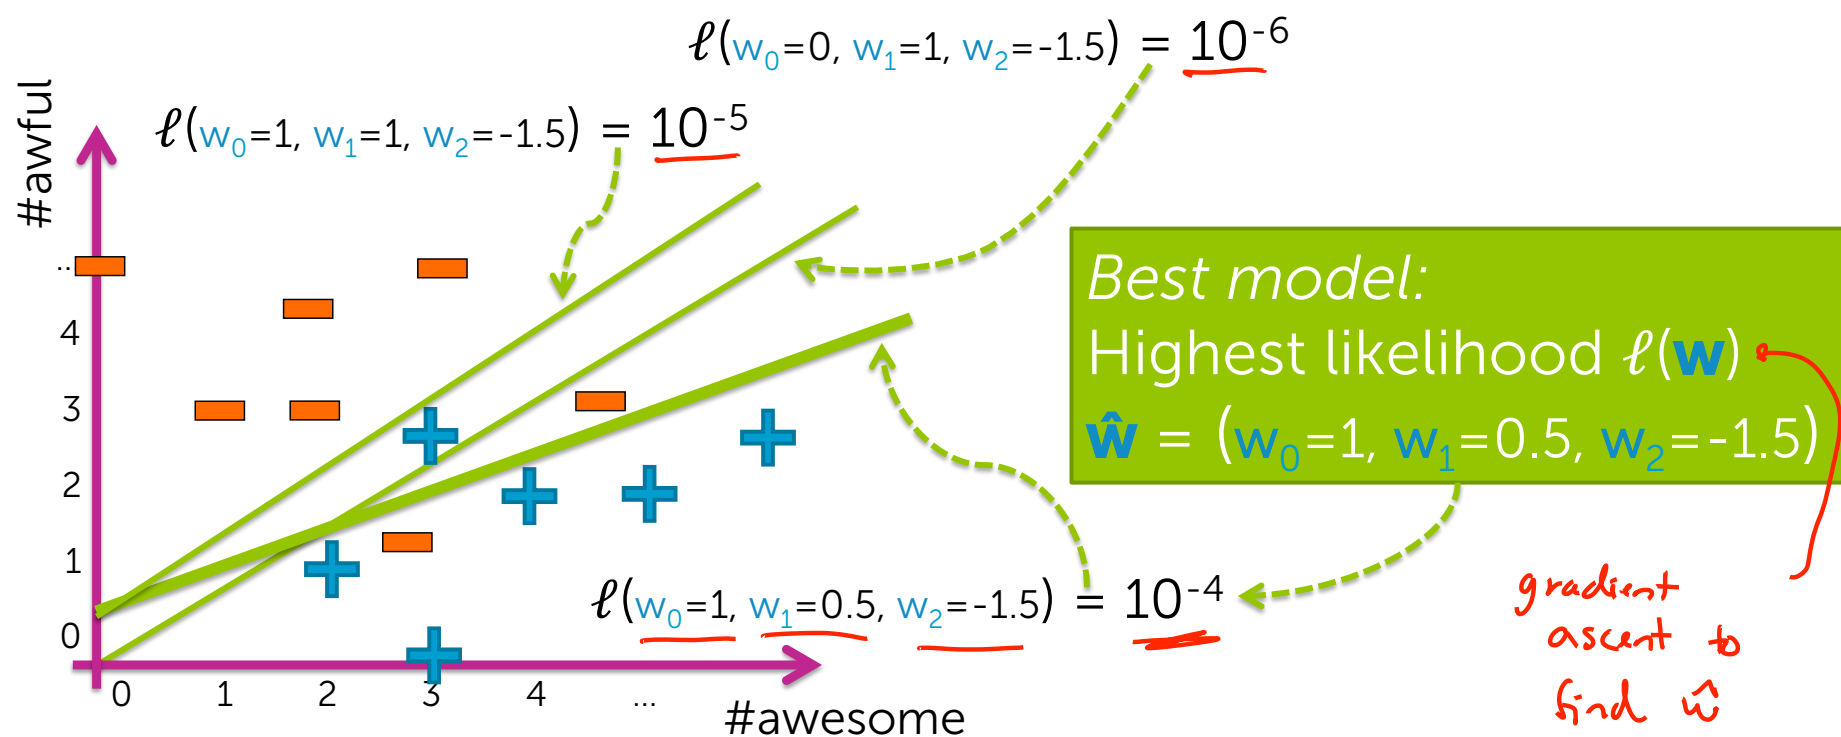 ℓ(w₀=0, w₁=1, w₂=-1.5) = 10⁻⁶
ℓ(w₀=1, w₁=1, w₂=-1.5) = 10⁻⁵
#awful
..
4
3
2
1
0
0 1 2 3 4 ...
#awesome
Best model:
Highest likelihood ℓ(w)
ŵ = (w₀=1, w₁=0.5, w₂=-1.5)
ℓ(w₀=1, w₁=0.5, w₂=-1.5) = 10⁻⁴
gradient
ascent to
find ŵ